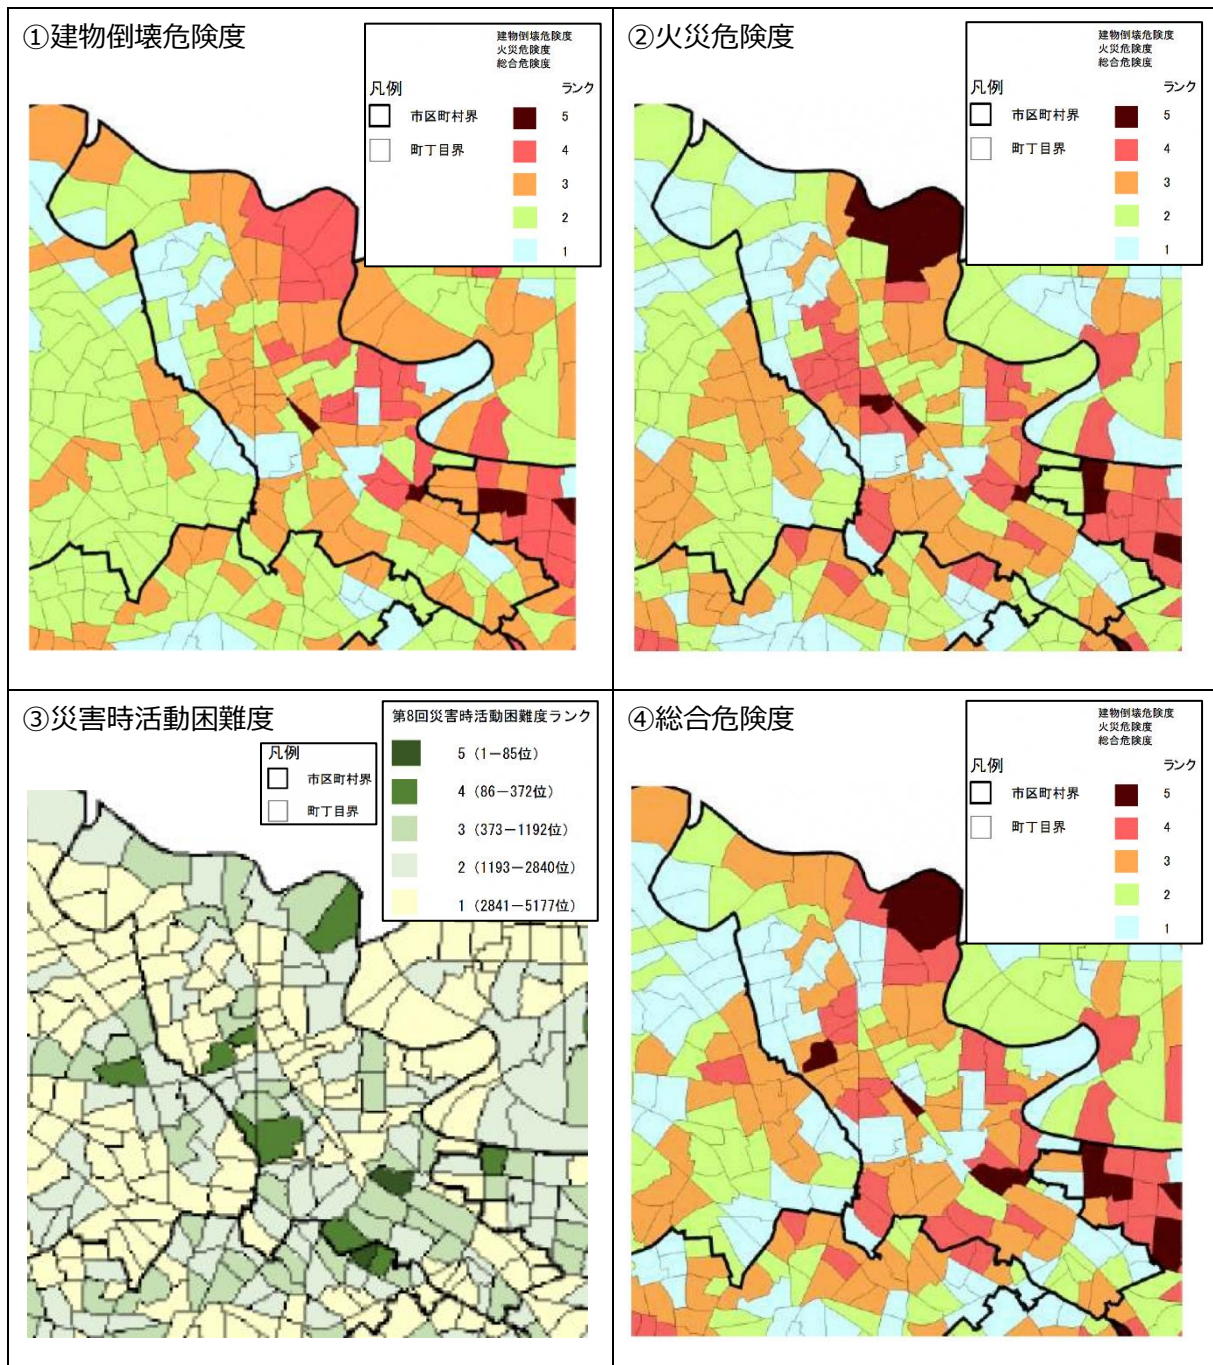 ①建物倒壊危険度
建物倒壊危険度
火災危険度
総合危険度
凡例
ランク
市区町村界
5
町丁目界
4
3
2
1
②火災危険度
建物倒壊危険度
火災危険度
総合危険度
凡例
ランク
市区町村界
5
町丁目界
4
3
2
1
③災害時活動困難度
凡例
市区町村界
町丁目界
第8回災害時活動困難度ランク
5（1－85位）
4（86－372位）
3（373－1192位）
2（1193－2840位）
1（2841－5177位）
④総合危険度
建物倒壊危険度
火災危険度
総合危険度
凡例
ランク
市区町村界
5
町丁目界
4
3
2
1